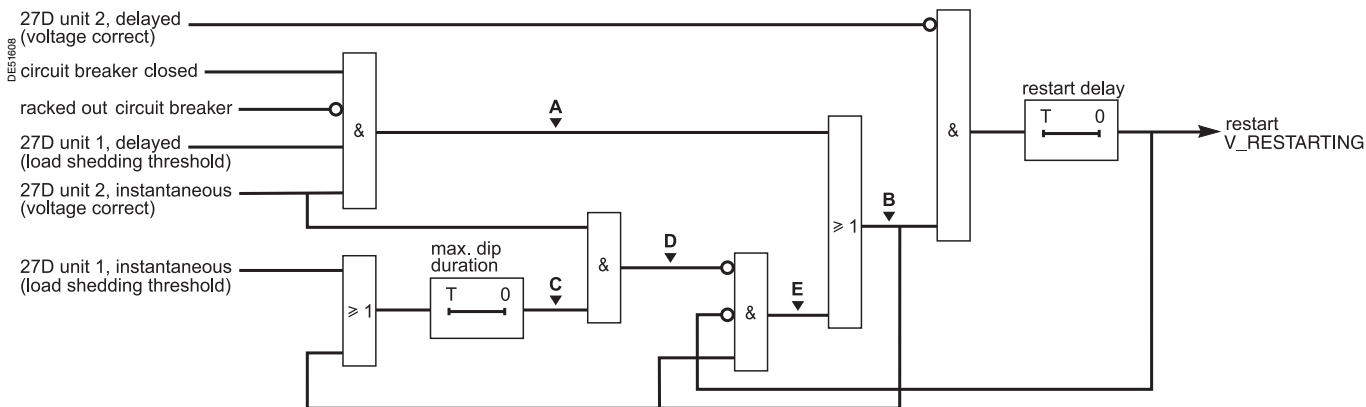 27D unit 2, delayed
(voltage correct)
DE51608
circuit breaker closed
racked out circuit breaker
27D unit 1, delayed
(load shedding threshold)
27D unit 2, instantaneous
(voltage correct)
27D unit 1, instantaneous
(load shedding threshold)
&
A
≥ 1
max. dip
duration
T 0
C
&
D
&
E
≥ 1
B
&
restart delay
T 0
restart
V_RESTARTING